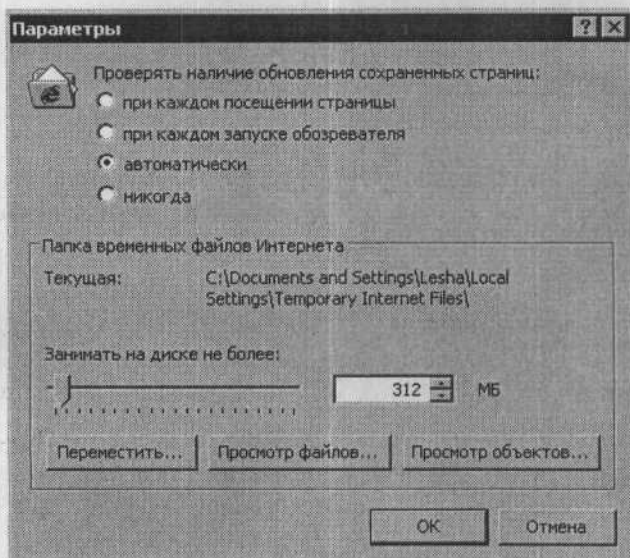 Параметры
Проверять наличие обновления сохраненных страниц:
при каждом посещении страницы
при каждом запуске обозревателя
автоматически
никогда
Папка временных файлов Интернета
Текущая: C:\Documents and Settings\Lesha\Local
Settings\Temporary Internet Files\
Занимать на диске не более:
312 МБ
Переместить... Просмотр файлов... Просмотр объектов...
ОК Отмена